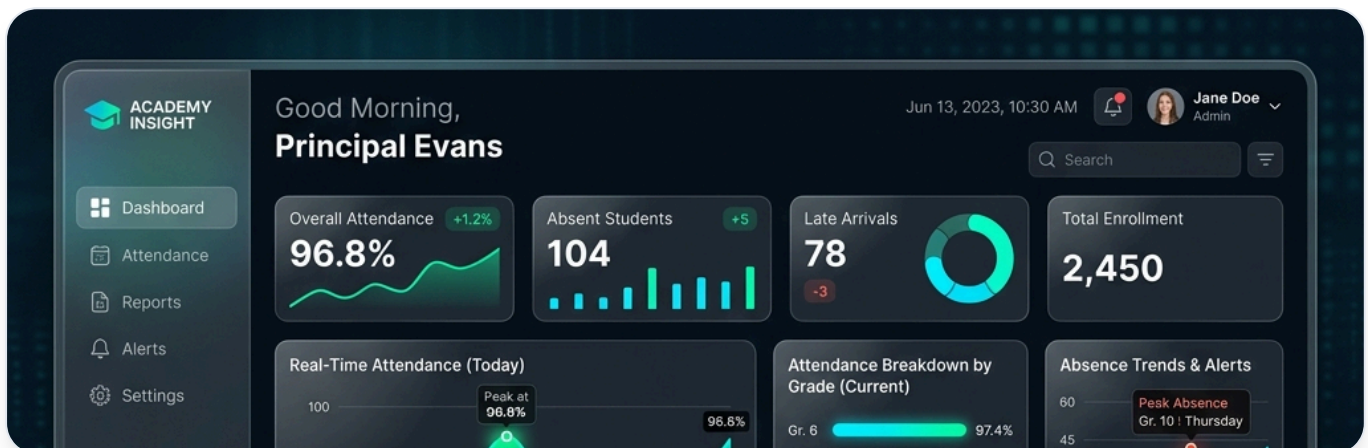 ACADEMY
INSIGHT
Dashboard
Attendance
Reports
Alerts
Settings
Good Morning,
Principal Evans
Jun 13, 2023, 10:30 AM
Jane Doe
Admin
Search
Overall Attendance
+1.2%
96.8%
Absent Students
+5
104
Late Arrivals
78
-3
Total Enrollment
2,450
Real-Time Attendance (Today)
100
Peak at
96.8%
96.8%
Attendance Breakdown by
Grade (Current)
Gr. 6
97.4%
Absence Trends & Alerts
60
Pesk Absence
Gr. 10 ! Thursday
45